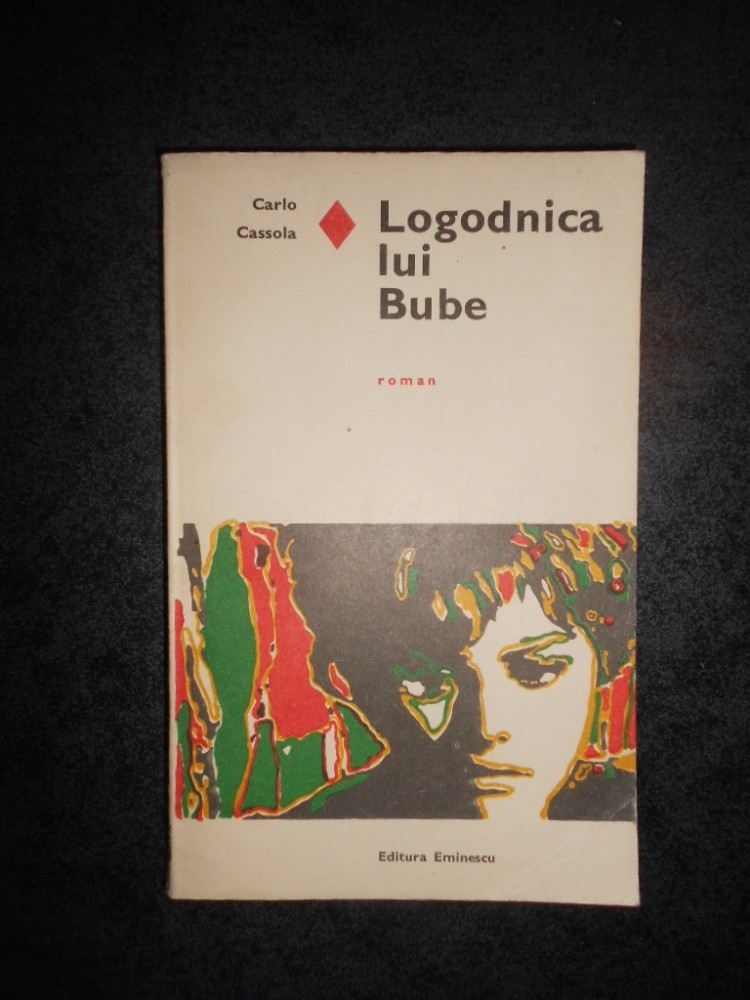 Carlo
Cassola
Logodnica
lui
Bube
roman
Editura Eminescu